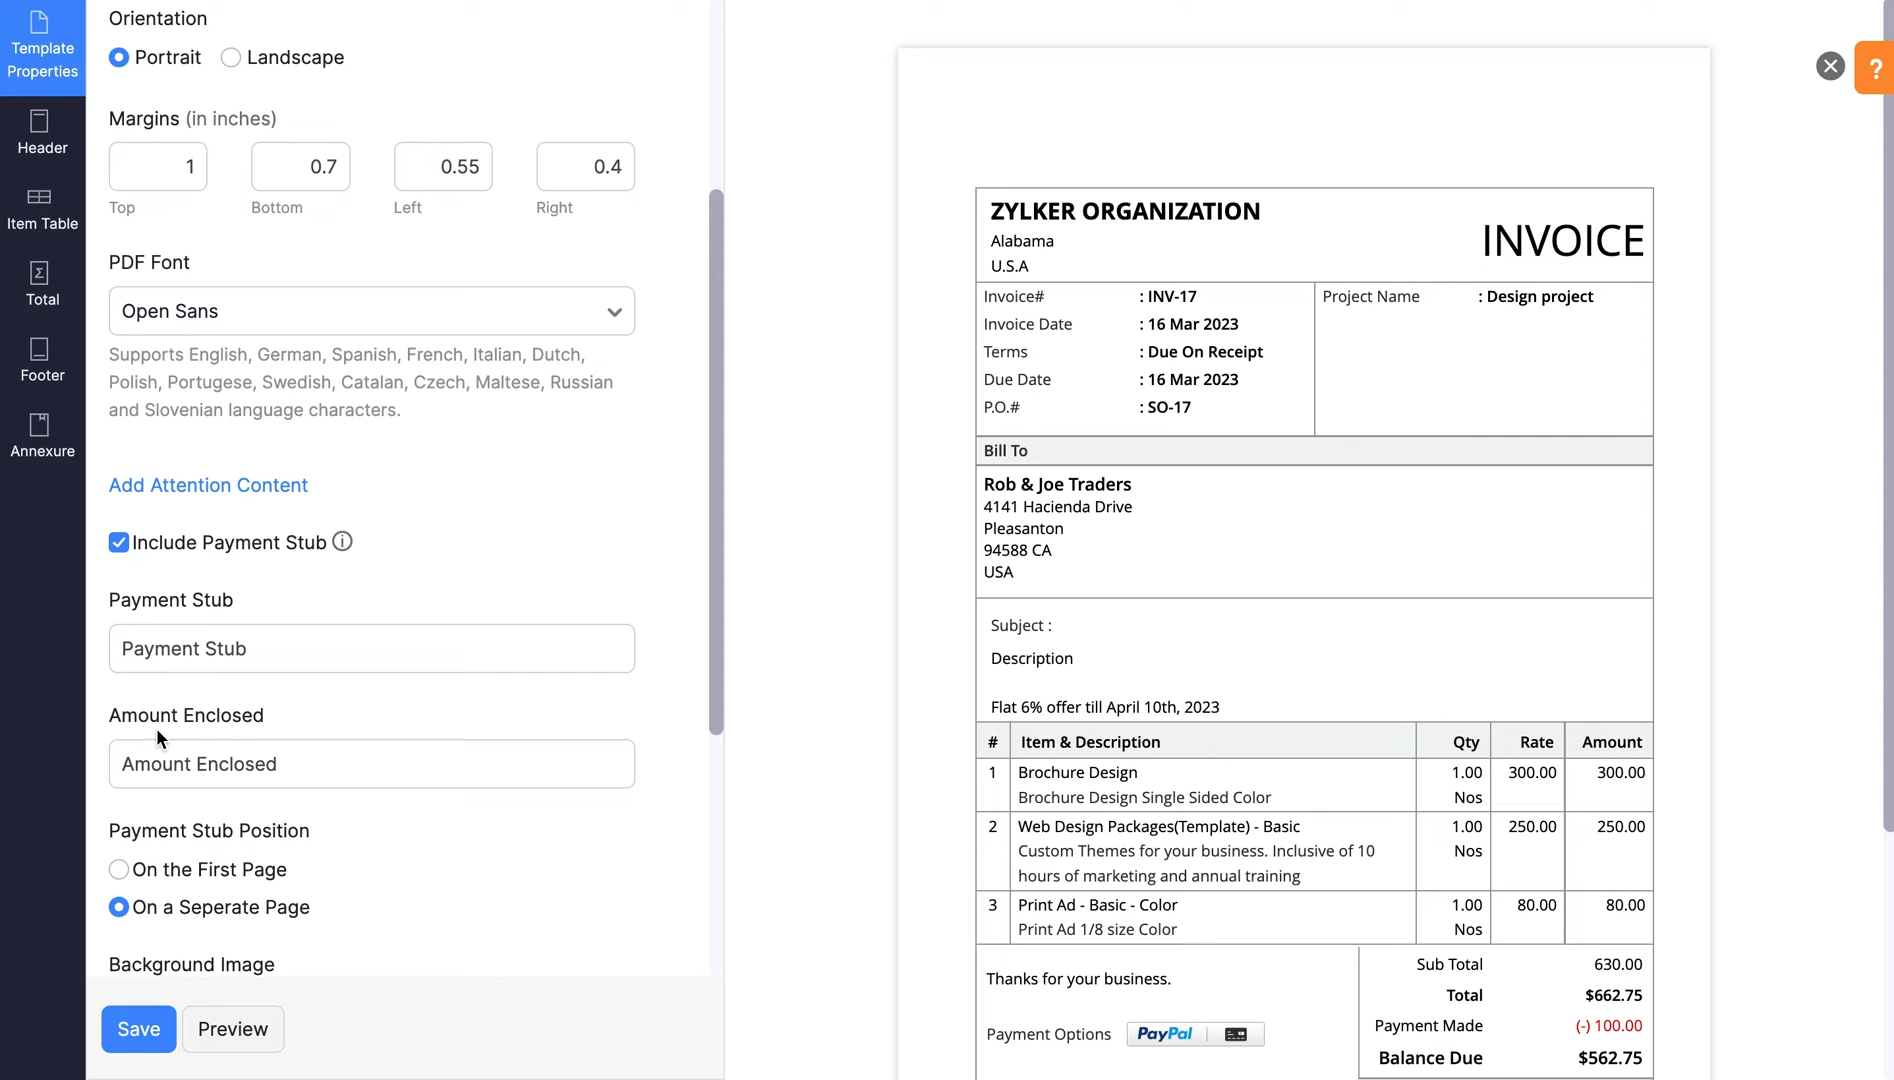 Template
Properties
Header
Item Table
Total
Footer
Annexure
Orientation
Portrait Landscape
Margins (in inches)
1 0.7 0.55 0.4
Top Bottom Left Right
PDF Font
Open Sans
Supports English, German, Spanish, French, Italian, Dutch,
Polish, Portugese, Swedish, Catalan, Czech, Maltese, Russian
and Slovenian language characters.
Add Attention Content
Include Payment Stub
Payment Stub
Payment Stub
Amount Enclosed
Amount Enclosed
Payment Stub Position
On the First Page
On a Seperate Page
Background Image
Save Preview
?
ZYLKER ORGANIZATION
Alabama
U.S.A
INVOICE
Invoice# : INV-17
Invoice Date : 16 Mar 2023
Terms : Due On Receipt
Due Date : 16 Mar 2023
P.O.# : SO-17
Project Name : Design project
Bill To
Rob & Joe Traders
4141 Hacienda Drive
Pleasanton
94588 CA
USA
Subject :
Description
Flat 6% offer till April 10th, 2023
# Item & Description Qty Rate Amount
1 Brochure Design 1.00 300.00 300.00
Brochure Design Single Sided Color Nos
2 Web Design Packages(Template) - Basic 1.00 250.00 250.00
Custom Themes for your business. Inclusive of 10 Nos
hours of marketing and annual training
3 Print Ad - Basic - Color 1.00 80.00 80.00
Print Ad 1/8 size Color Nos
Thanks for your business.
Payment Options PayPal
Sub Total 630.00
Total $662.75
Payment Made (-) 100.00
Balance Due $562.75